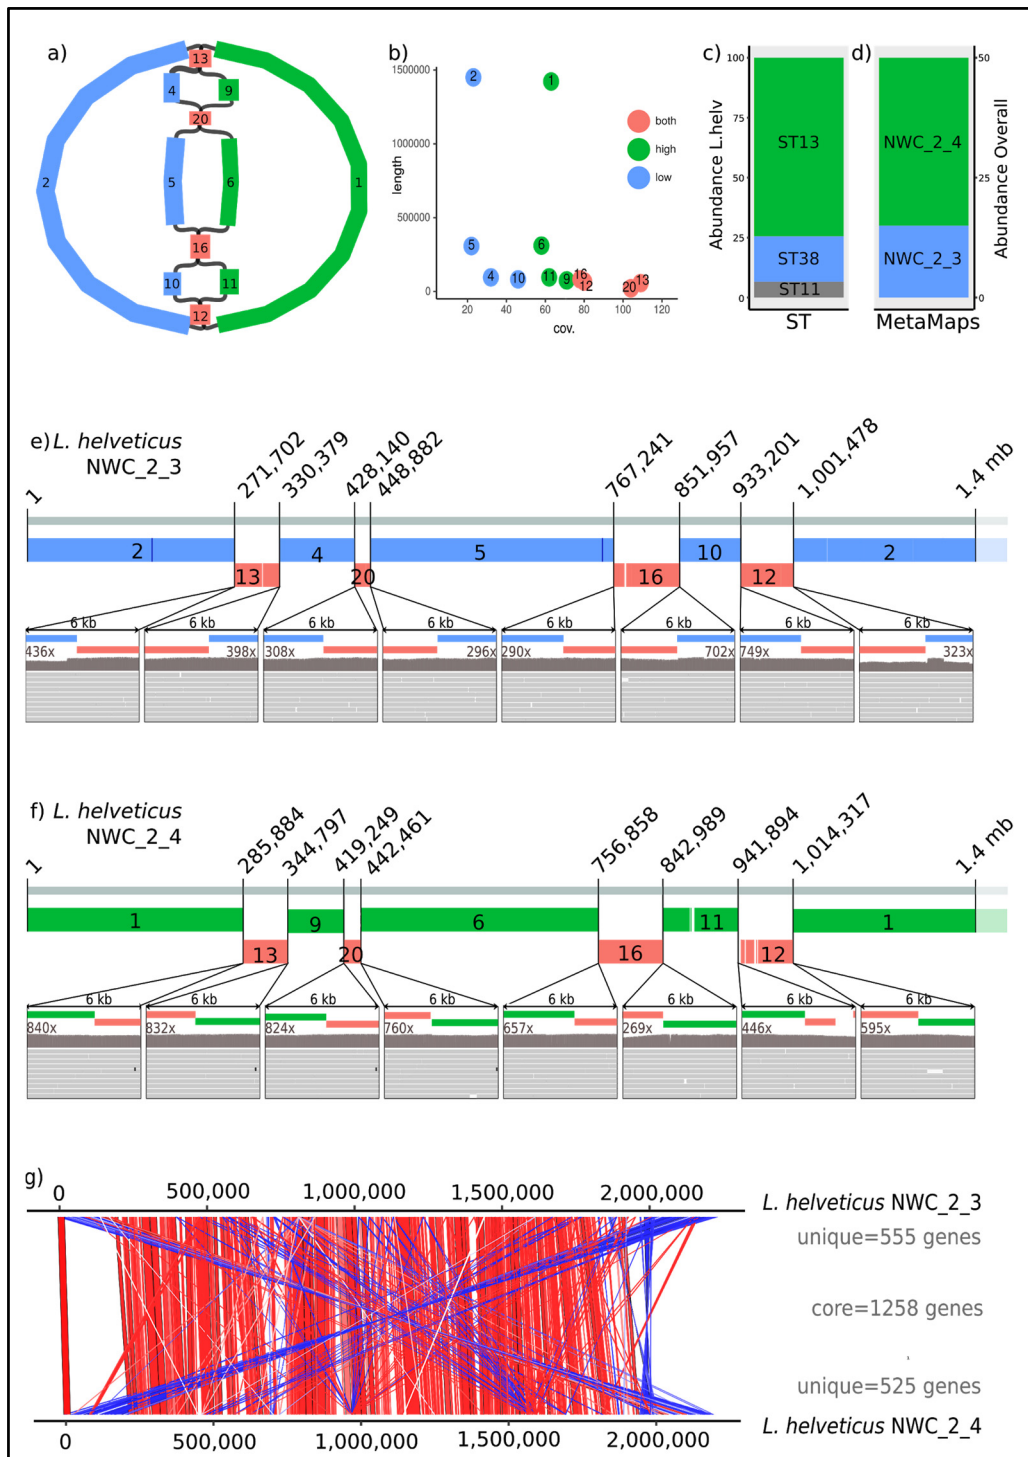 a)
13
4
9
20
2
5
6
1
16
10
11
12
b)
1500000
1000000
500000
0
length
2
1
5
6
4
10
11
9
16
12
20
13
both
high
low
20
40
60
80
100
120
cov.
c)
100
75
50
25
0
Abundance L.helv
ST13
ST38
ST11
ST
d)
NWC_2_4
NWC_2_3
MetaMaps
50
25
0
Abundance Overall
e) L. helveticus
NWC_2_3
1
271,702
330,379
428,140
448,882
767,241
851,957
933,201
1,001,478
1.4 mb
2
4
5
10
2
13
20
16
12
6 kb 6 kb 6 kb 6 kb 6 kb 6 kb 6 kb 6 kb
436x 398x 308x 296x 290x 702x 749x 323x
f) L. helveticus
NWC_2_4
1
285,884
344,797
419,249
442,461
756,858
842,989
941,894
1,014,317
1.4 mb
1
9
6
11
1
13
20
16
12
6 kb 6 kb 6 kb 6 kb 6 kb 6 kb 6 kb 6 kb
840x 832x 824x 760x 657x 269x 446x 595x
g)
0 500,000 1,000,000 1,500,000 2,000,000
L. helveticus NWC_2_3
unique=555 genes
core=1258 genes
unique=525 genes
L. helveticus NWC_2_4
0 500,000 1,000,000 1,500,000 2,000,000